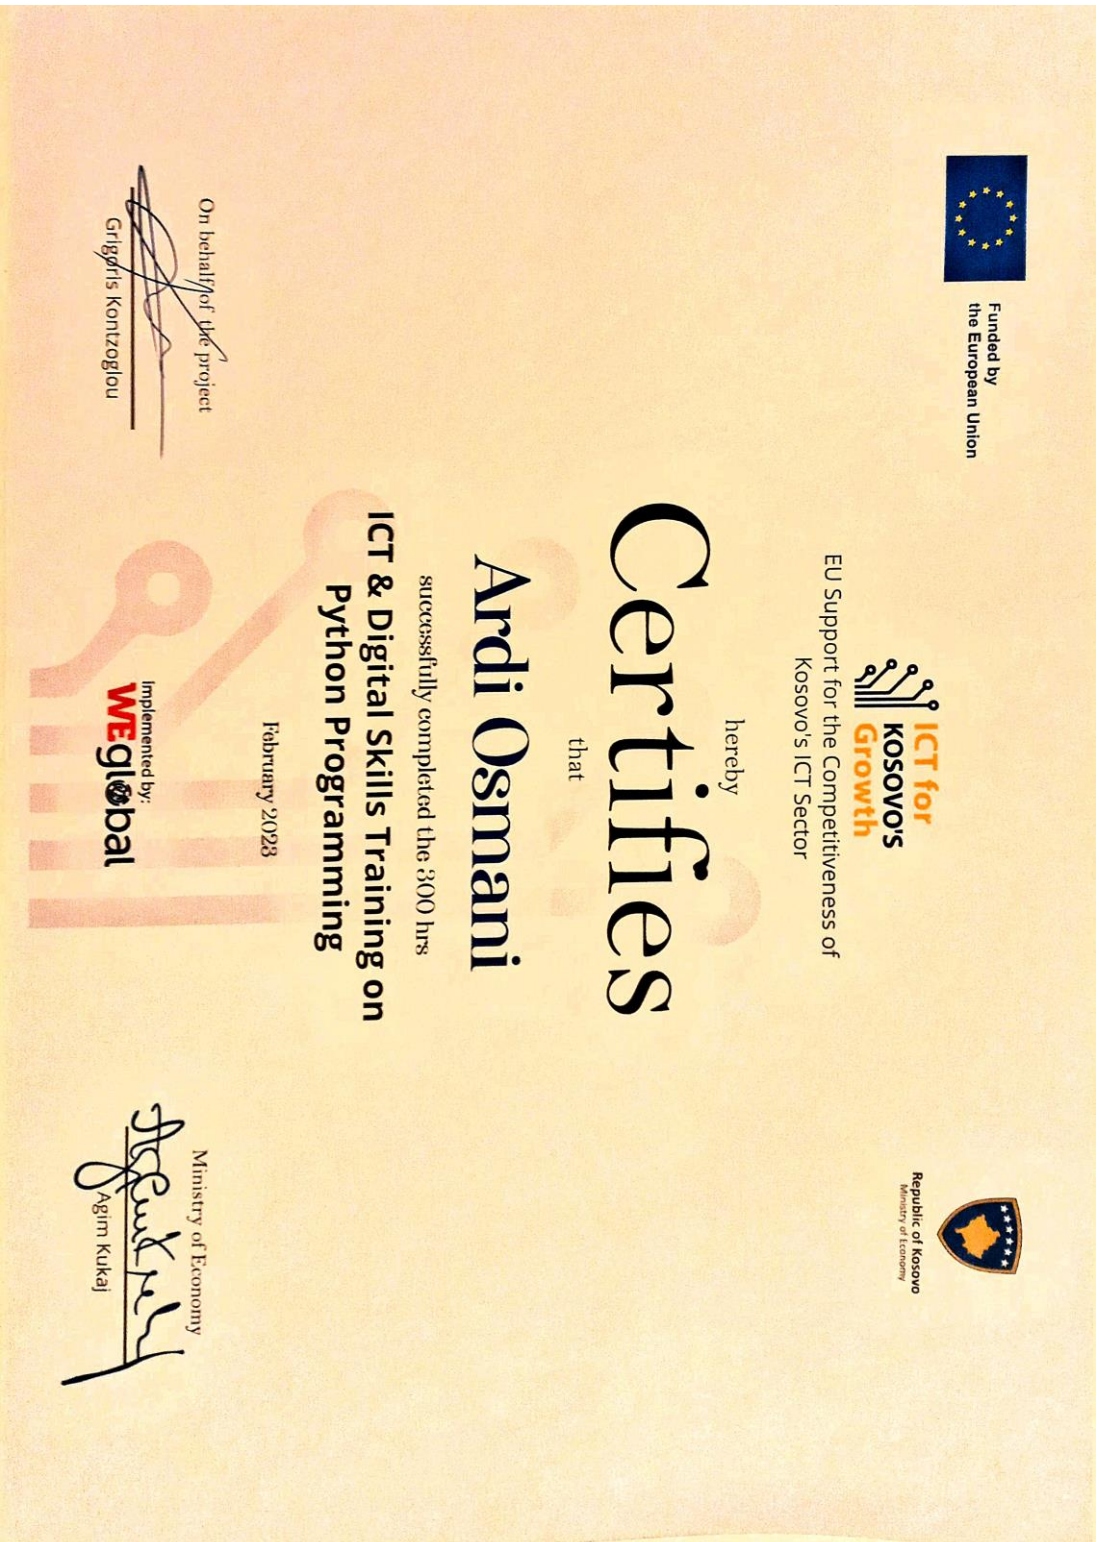 Funded by
the European Union
ICT for
KOSOVO'S
Growth
Republic of Kosovo
Ministry of Economy
EU Support for the Competitiveness of
Kosovo's ICT Sector
hereby
Certifies
that
Ardi Osmani
successfully completed the 300 hrs
ICT & Digital Skills Training on
Python Programming
February 2023
On behalf of the project
Grigoris Kontzoglou
Implemented by:
WEglobal
Ministry of Economy
Agim Kukaj